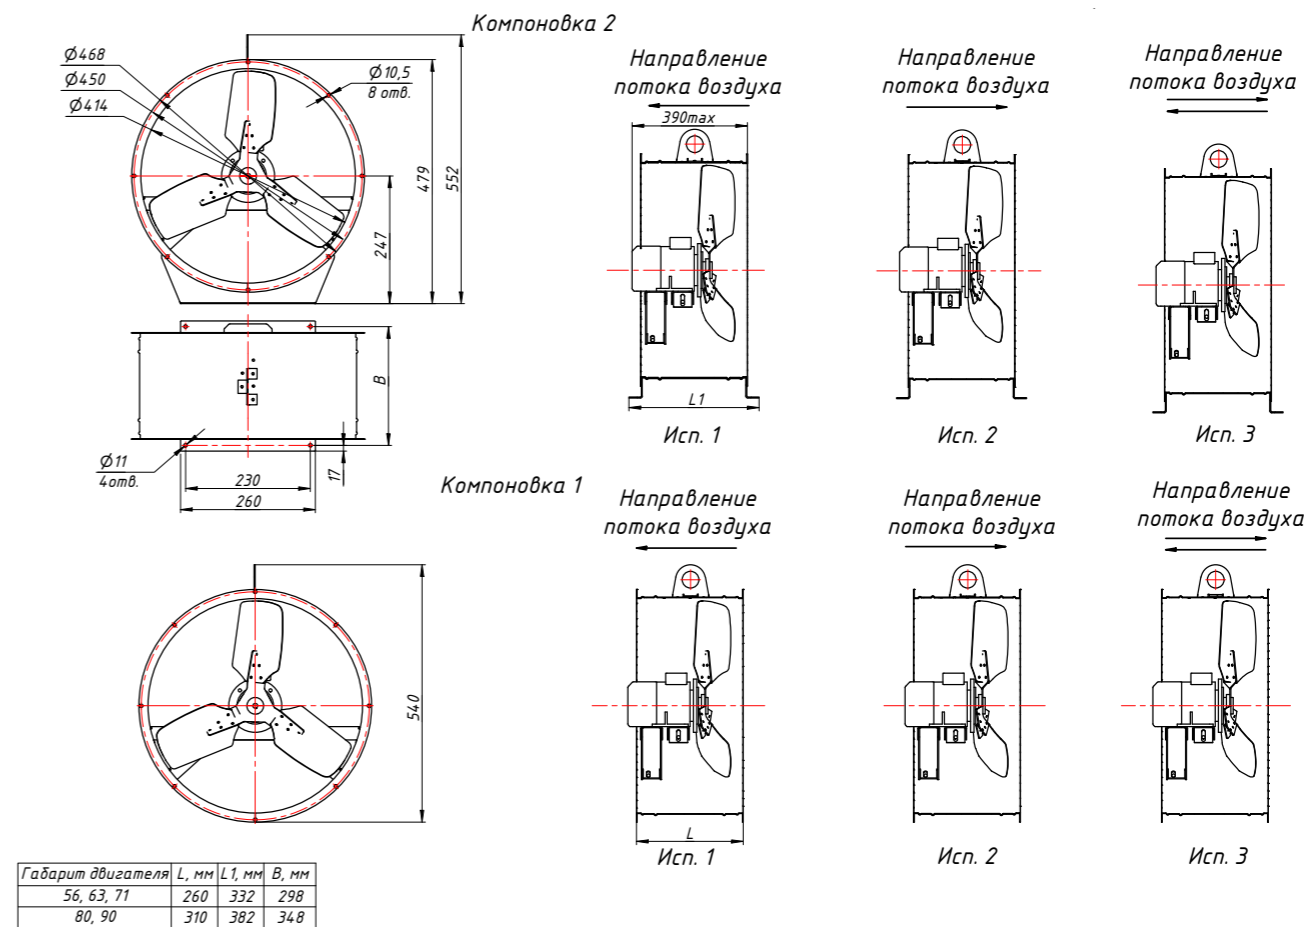 Компоновка 2
Ø468
Ø450
Ø414
Ø10,5
8 отв.
479
552
247
Направление
потока воздуха
390max
L1
Исп. 1
Направление
потока воздуха
Исп. 2
Направление
потока воздуха
Исп. 3
B
Ø11
4отв.
17
230
260
Компоновка 1
540
Направление
потока воздуха
L
Исп. 1
Направление
потока воздуха
Исп. 2
Направление
потока воздуха
Исп. 3
Габарит двигателя L, мм L1, мм B, мм
56, 63, 71 260 332 298
80, 90 310 382 348